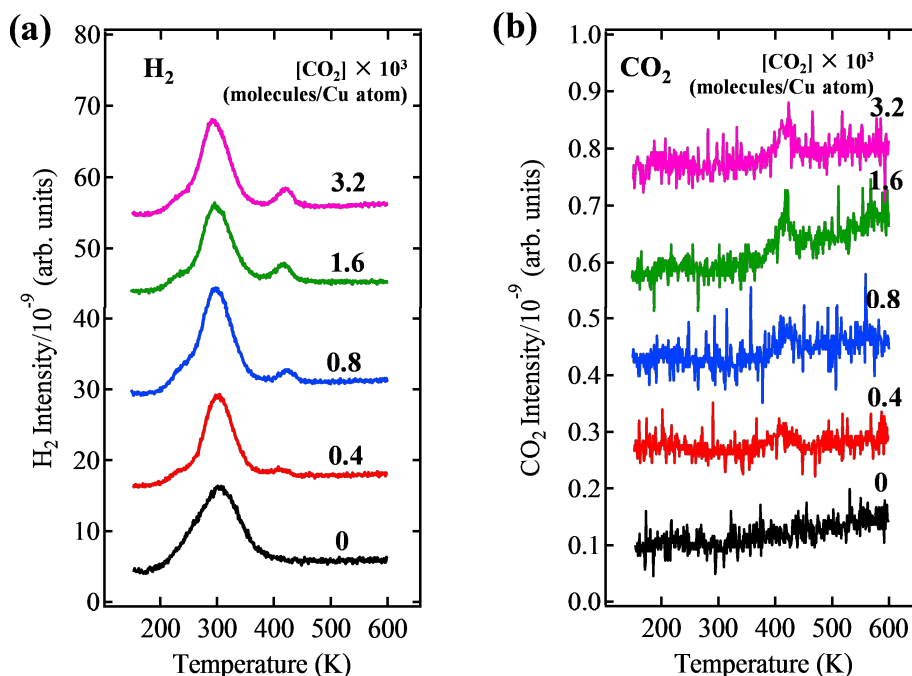 (a)
H₂
[CO₂] × 10³
(molecules/Cu atom)
3.2
1.6
0.8
0.4
0
80
70
60
50
40
30
20
10
0
H₂ Intensity/10⁻⁹ (arb. units)
200 300 400 500 600
Temperature (K)
(b)
CO₂
[CO₂] × 10³
(molecules/Cu atom)
3.2
1.6
0.8
0.4
0
1.0
0.9
0.8
0.7
0.6
0.5
0.4
0.3
0.2
0.1
0.0
CO₂ Intensity/10⁻⁹ (arb. units)
200 300 400 500 600
Temperature (K)